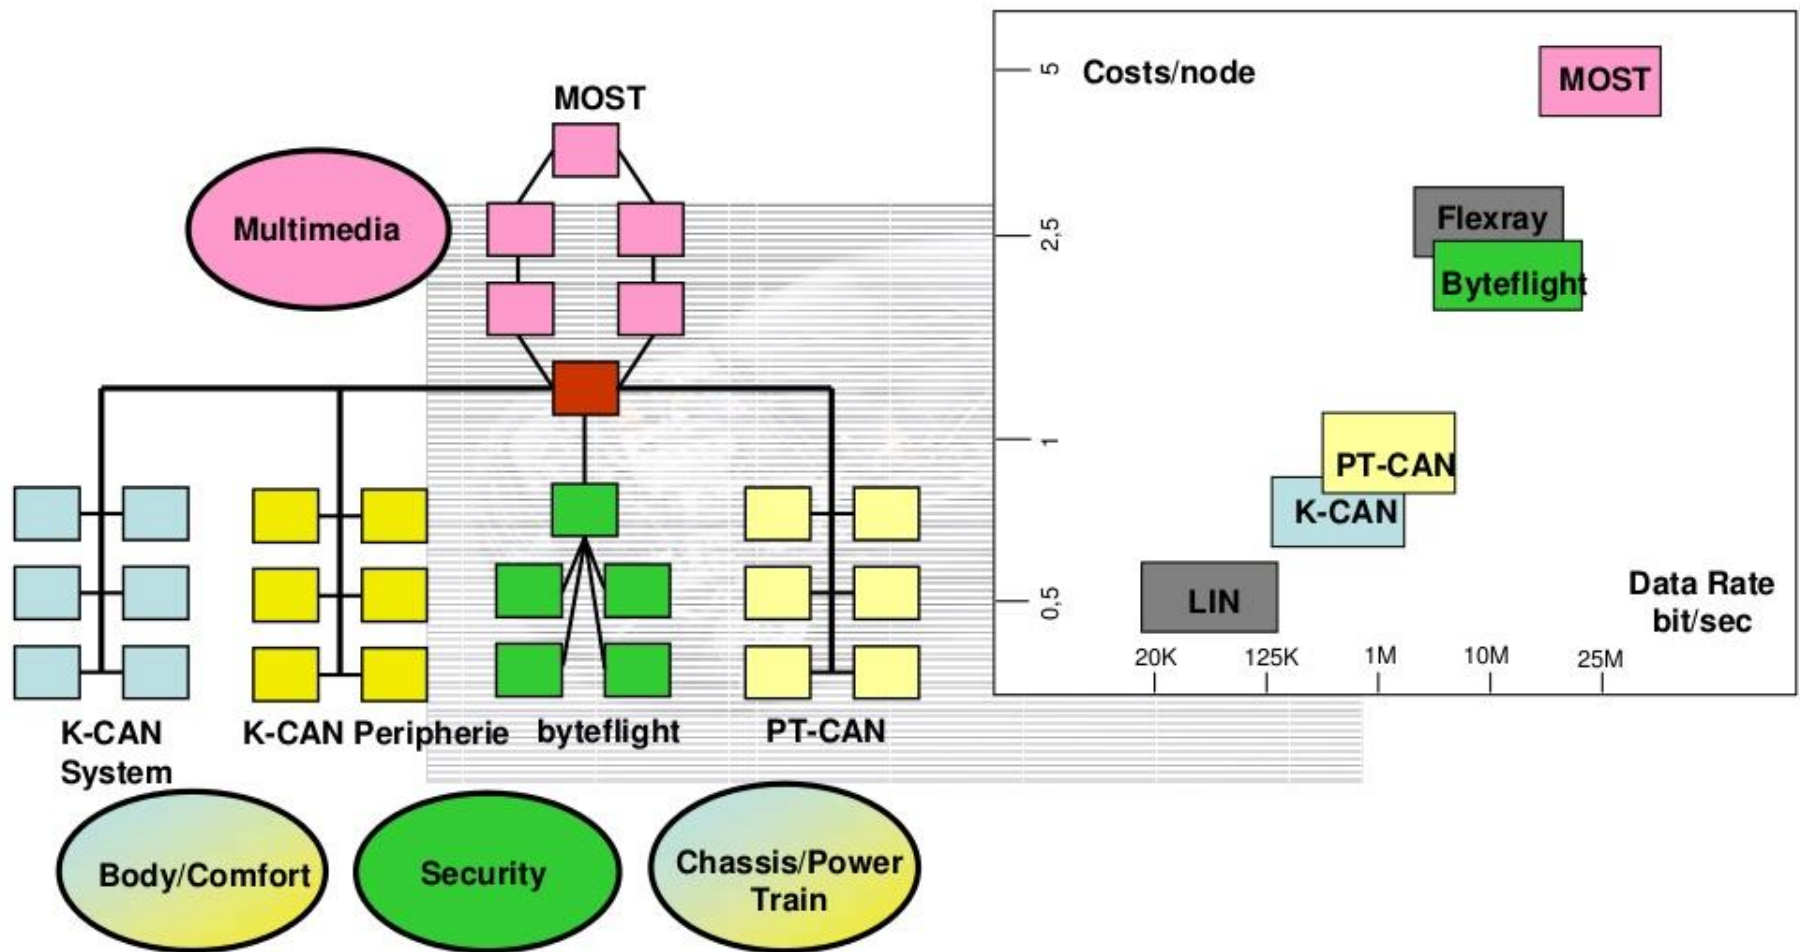 MOST
Multimedia
K-CAN
System
K-CAN Peripherie
byteflight
PT-CAN
Body/Comfort
Security
Chassis/Power
Train
Costs/node
5
2,5
1
0,5
MOST
Flexray
Byteflight
PT-CAN
K-CAN
LIN
Data Rate
bit/sec
20K
125K
1M
10M
25M